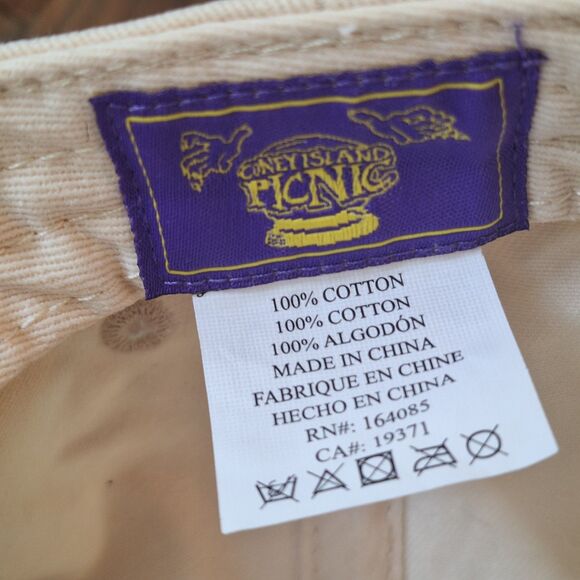 CONEY ISLAND
PICNIC
100% COTTON
100% COTTON
100% ALGODÓN
MADE IN CHINA
FABRIQUE EN CHINE
HECHO EN CHINA
RN#: 164085
CA#: 19371